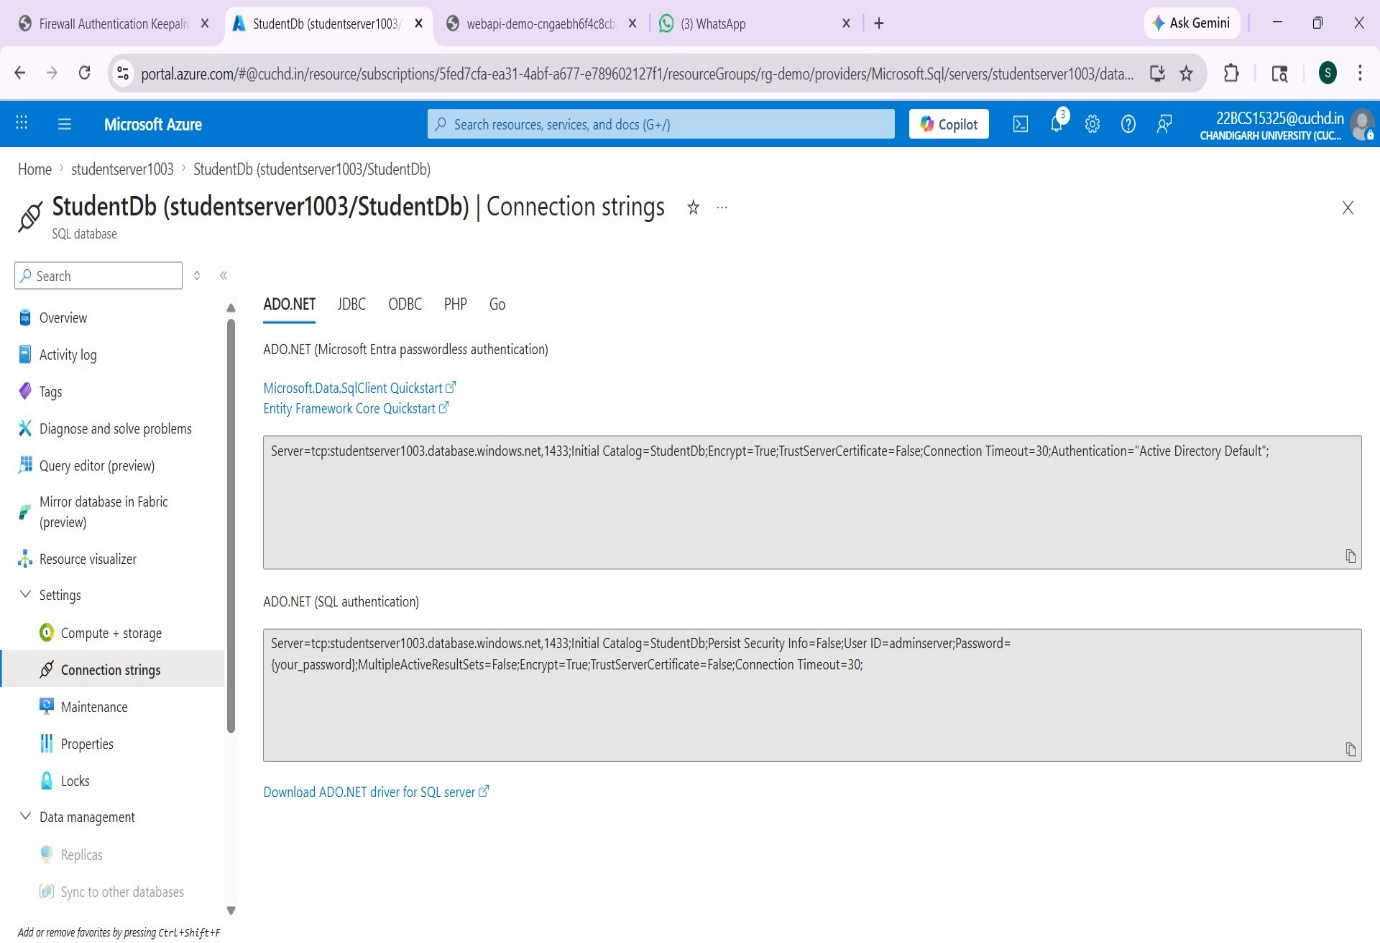 Firewall Authentication Keepaliv
StudentDb (studentserver1003/
webapi-demo-cngaebh6f4c8cb
(3) WhatsApp
Ask Gemini
portal.azure.com/#@cuchd.in/resource/subscriptions/5fed7cfa-ea31-4abf-a677-e789602127f1/resourceGroups/rg-demo/providers/Microsoft.Sql/servers/studentserver1003/data...
S
Microsoft Azure
Search resources, services, and docs (G+/)
Copilot
3
22BCS15325@cuchd.in
CHANDIGARH UNIVERSITY (CUC...
Home > studentserver1003 > StudentDb (studentserver1003/StudentDb)
StudentDb (studentserver1003/StudentDb) | Connection strings
SQL database
Search
Overview
Activity log
Tags
Diagnose and solve problems
Query editor (preview)
Mirror database in Fabric
(preview)
Resource visualizer
Settings
Compute + storage
Connection strings
Maintenance
Properties
Locks
Data management
Replicas
Sync to other databases
Add or remove favorites by pressing Ctrl+Shift+F
ADO.NET JDBC ODBC PHP Go
ADO.NET (Microsoft Entra passwordless authentication)
Microsoft.Data.SqlClient Quickstart
Entity Framework Core Quickstart
Server=tcp:studentserver1003.database.windows.net,1433;Initial Catalog=StudentDb;Encrypt=True;TrustServerCertificate=False;Connection Timeout=30;Authentication="Active Directory Default";
ADO.NET (SQL authentication)
Server=tcp:studentserver1003.database.windows.net,1433;Initial Catalog=StudentDb;Persist Security Info=False;User ID=adminserver;Password=
{your_password};MultipleActiveResultSets=False;Encrypt=True;TrustServerCertificate=False;Connection Timeout=30;
Download ADO.NET driver for SQL server